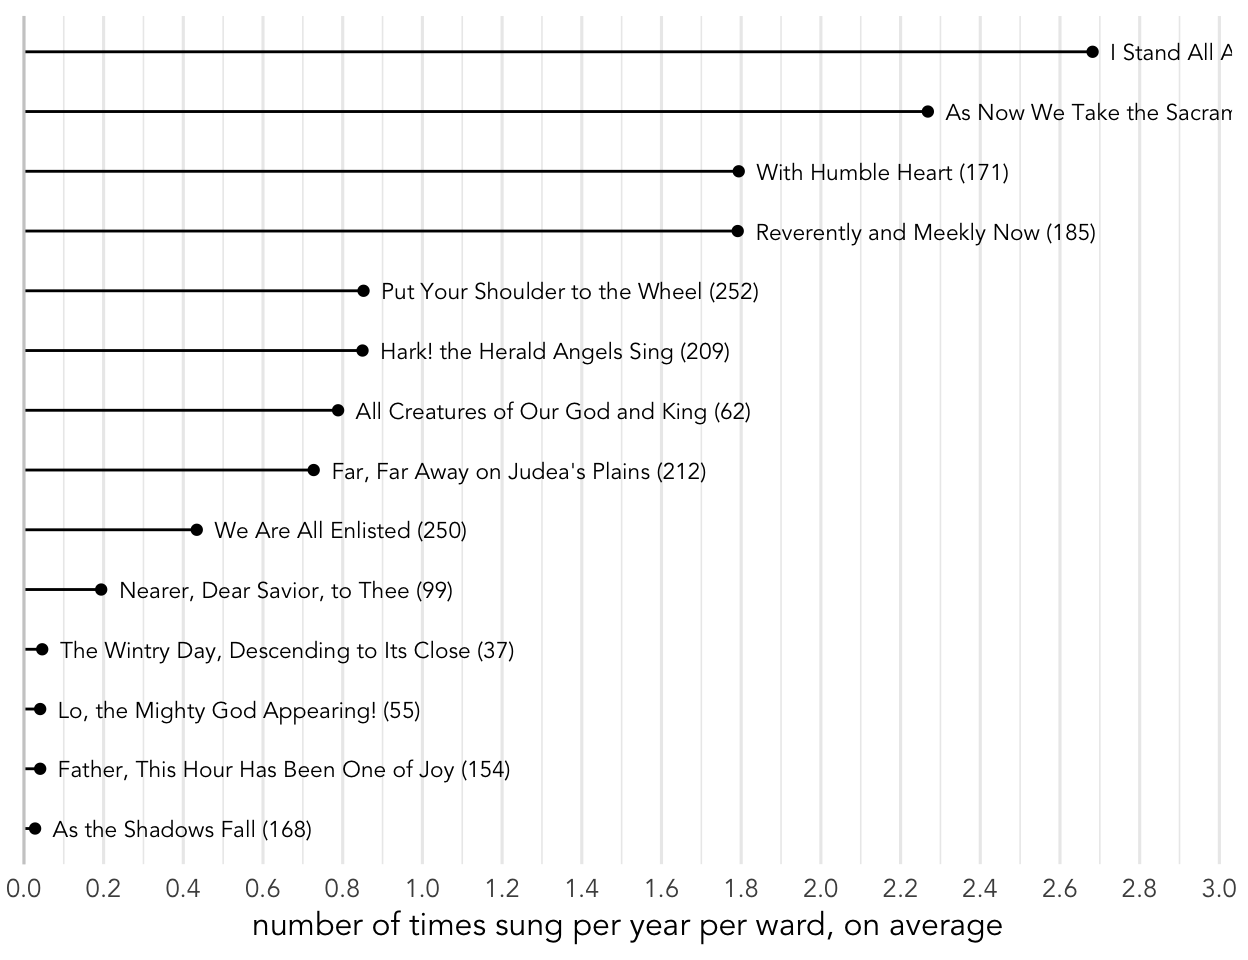 I Stand All
As Now We Take the
With Humble Heart (171)
Reverently and Meekly Now (185)
Put Your Shoulder to the Wheel (252)
Hark! the Herald Angels Sing (209)
All Creatures of Our God and King (62)
Far, Far Away on Judea's Plains (212)
We Are All Enlisted (250)
Nearer, Dear Savior, to Thee (99)
The Wintry Day, Descending to Its Close (37)
Lo, the Mighty God Appearing! (55)
Father, This Hour Has Been One of Joy (154)
As the Shadows Fall (168)
0.0 0.2 0.4 0.6 0.8 1.0 1.2 1.4 1.6 1.8 2.0 2.2 2.4 2.6 2.8 3.0
number of times sung per year per ward, on average